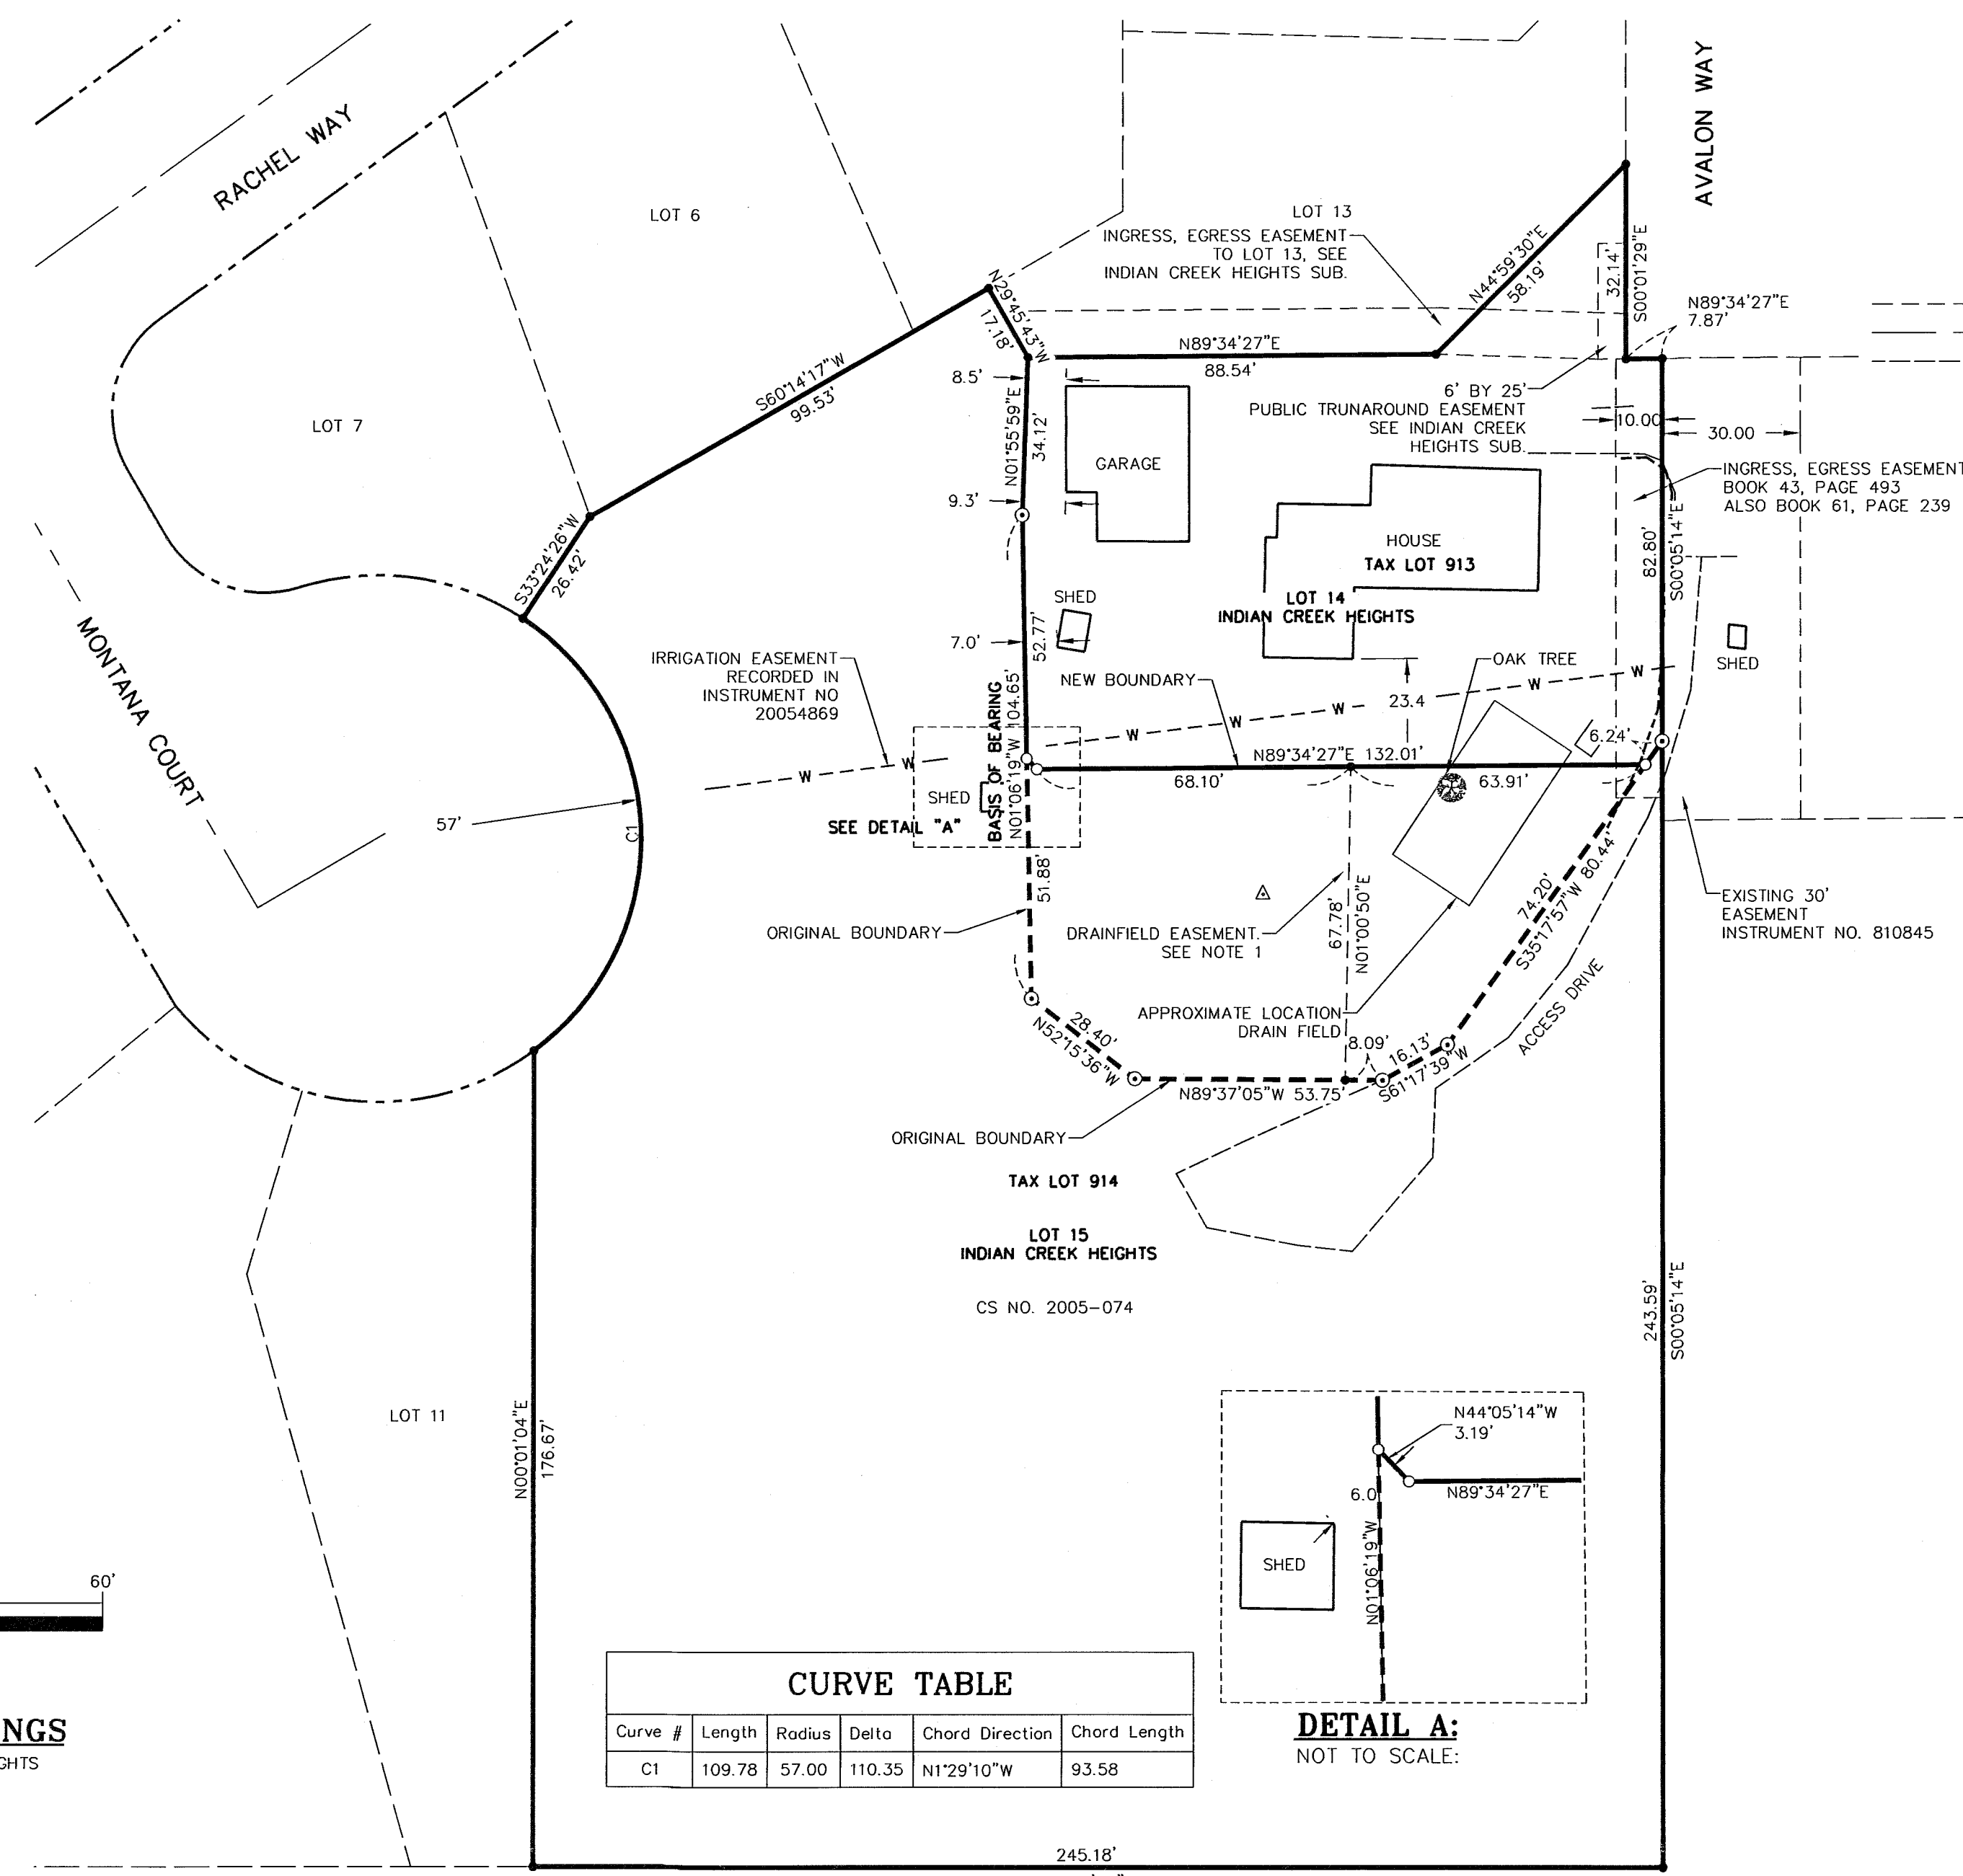 AVALON WAY
RACHEL WAY
LOT 6
LOT 13
INGRESS, EGRESS EASEMENT
TO LOT 13, SEE
INDIAN CREEK HEIGHTS SUB.
N44°59'30"E
58.19'
32.14'
S00°01'29"E
N89°34'27"E
7.87'
N29°45'43"W
17.18'
N89°34'27"E
88.54'
S60°14'17"W
99.53'
8.5'
N01°55'59"E
34.12'
6' BY 25'
PUBLIC TRUNAROUND EASEMENT
SEE INDIAN CREEK
HEIGHTS SUB.
10.00
30.00
LOT 7
GARAGE
INGRESS, EGRESS EASEMENT
BOOK 43, PAGE 493
ALSO BOOK 61, PAGE 239
9.3'
HOUSE
TAX LOT 913
82.80'
S00°05'14"E
S33°24'26"W
26.42'
SHED
LOT 14
INDIAN CREEK HEIGHTS
7.0'
52.77'
SHED
MONTANA COURT
IRRIGATION EASEMENT
RECORDED IN
INSTRUMENT NO
20054869
NEW BOUNDARY
OAK TREE
W
W
W
W
W
W
W
23.4
6.24'
BASIS OF BEARING
N01°06'19"W 104.65'
N89°34'27"E 132.01'
68.10'
63.91'
SHED
SEE DETAIL "A"
57'
C1
51.88'
ORIGINAL BOUNDARY
DRAINFIELD EASEMENT.
SEE NOTE 1
67.78'
N01°00'50"E
74.20'
S35°17'57"W 80.44'
EXISTING 30'
EASEMENT
INSTRUMENT NO. 810845
APPROXIMATE LOCATION
DRAIN FIELD
ACCESS DRIVE
28.40'
N52°15'36"W
8.09'
16.13'
S61°17'39"W
N89°37'05"W 53.75'
ORIGINAL BOUNDARY
TAX LOT 914
LOT 15
INDIAN CREEK HEIGHTS
CS NO. 2005-074
243.59'
S00°05'14"E
LOT 11
N00°01'04"E
176.67'
N44°05'14"W
3.19'
6.0
N89°34'27"E
N01°06'19"W
SHED
DETAIL A:
NOT TO SCALE:
60'
NGS
GHTS
CURVE TABLE
Curve # Length Radius Delta Chord Direction Chord Length
C1 109.78 57.00 110.35 N1°29'10"W 93.58
245.18'